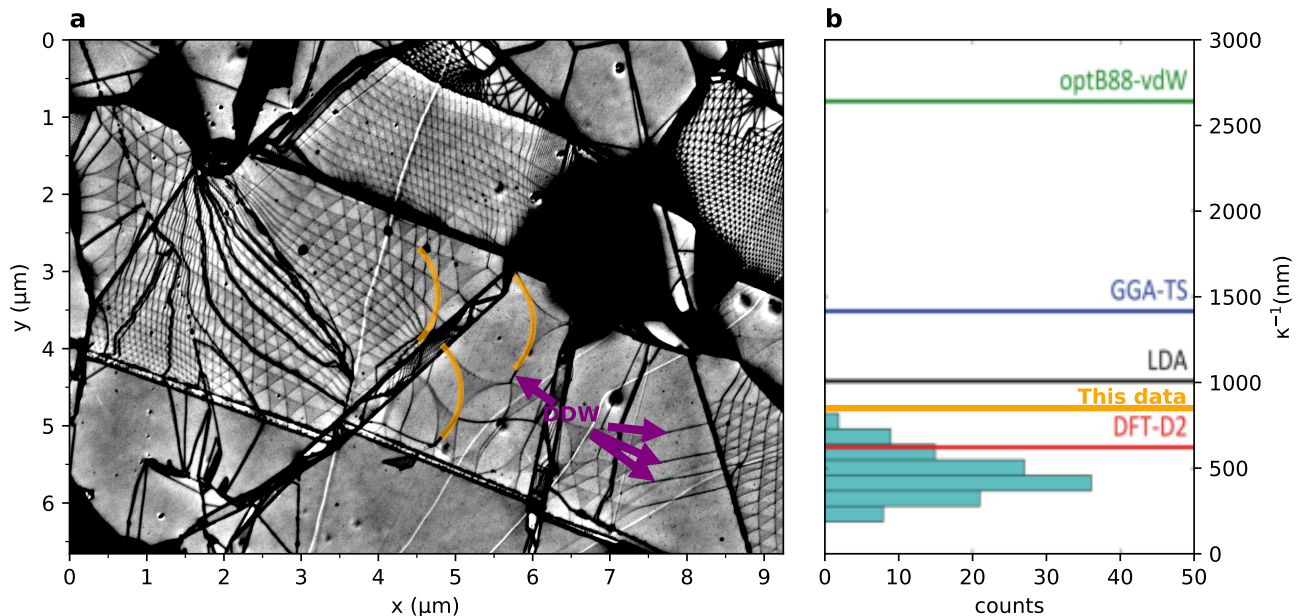 a
0
1
2
3
4
5
6
y (μm)
0 1 2 3 4 5 6 7 8 9
x (μm)
DDW
b
optB88-vdW
GGA-TS
LDA
This data
DFT-D2
3000
2500
2000
1500
1000
500
0
κ⁻¹(nm)
0 10 20 30 40 50
counts